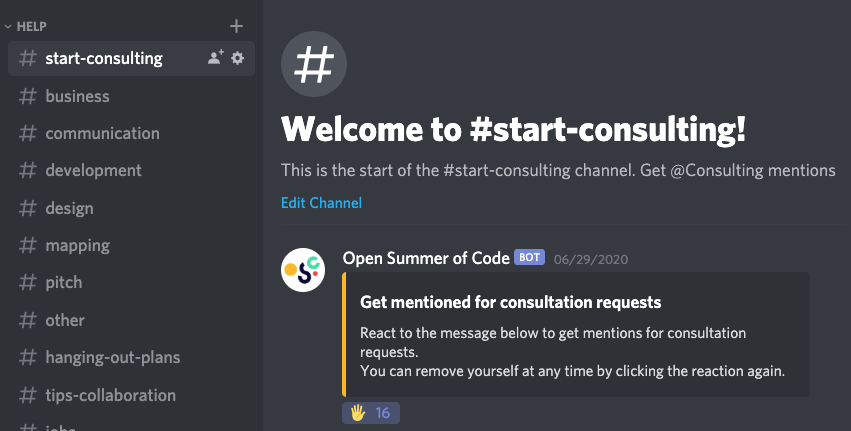 HELP
start-consulting
business
communication
development
design
mapping
pitch
other
hanging-out-plans
tips-collaboration
Welcome to #start-consulting!
This is the start of the #start-consulting channel. Get @Consulting mentions
Edit Channel
Open Summer of Code BOT 06/29/2020
Get mentioned for consultation requests
React to the message below to get mentions for consultation
requests.
You can remove yourself at any time by clicking the reaction again.
16